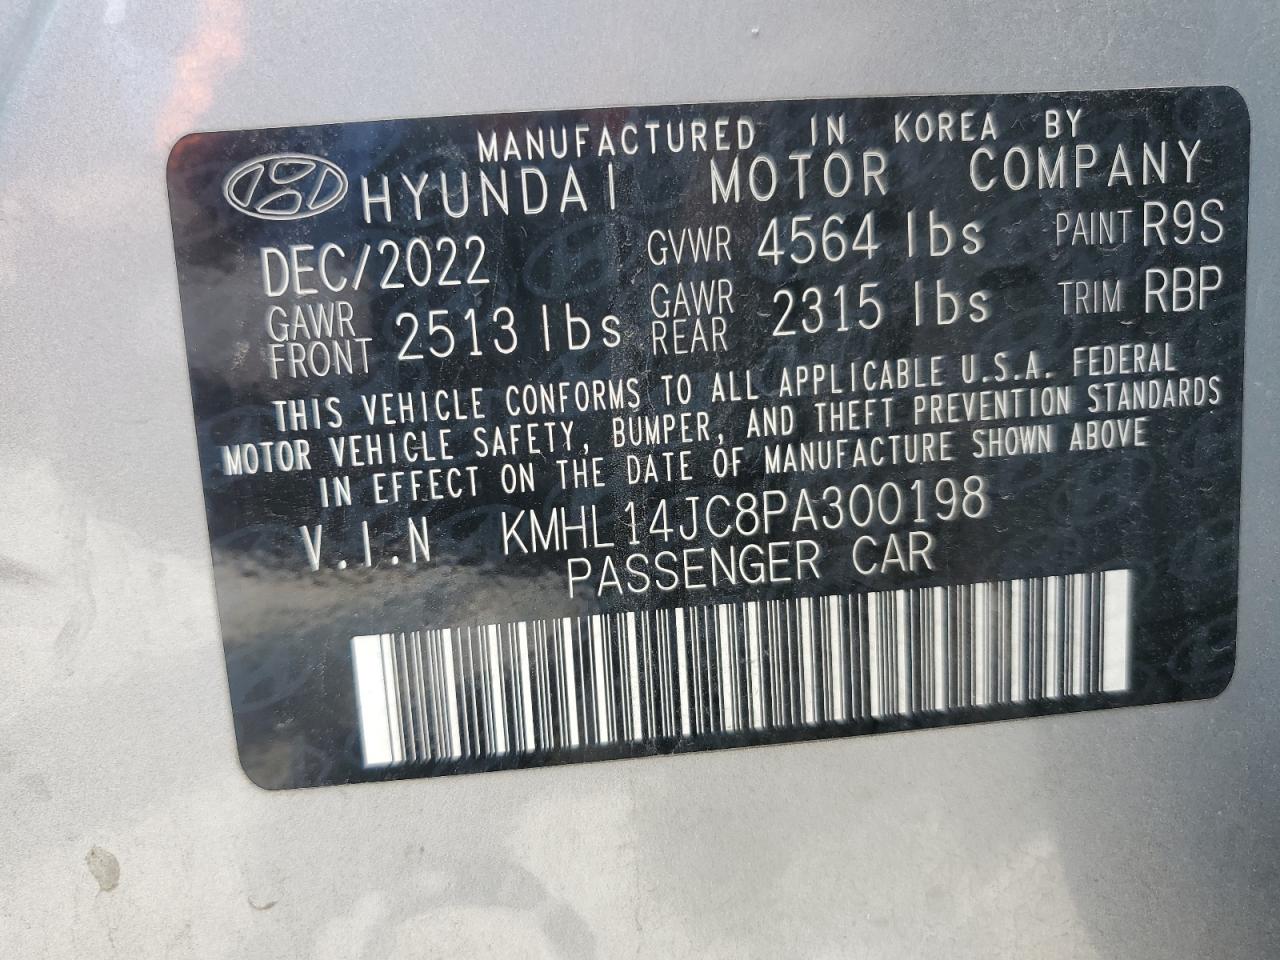 MANUFACTURED IN KOREA BY
HYUNDAI MOTOR COMPANY
DEC/2022 GVWR 4564 lbs PAINT R9S
GAWR FRONT 2513 lbs GAWR REAR 2315 lbs TRIM RBP
THIS VEHICLE CONFORMS TO ALL APPLICABLE U.S.A. FEDERAL
MOTOR VEHICLE SAFETY, BUMPER, AND THEFT PREVENTION STANDARDS
IN EFFECT ON THE DATE OF MANUFACTURE SHOWN ABOVE
V.I.N KMHL14JC8PA300198
PASSENGER CAR